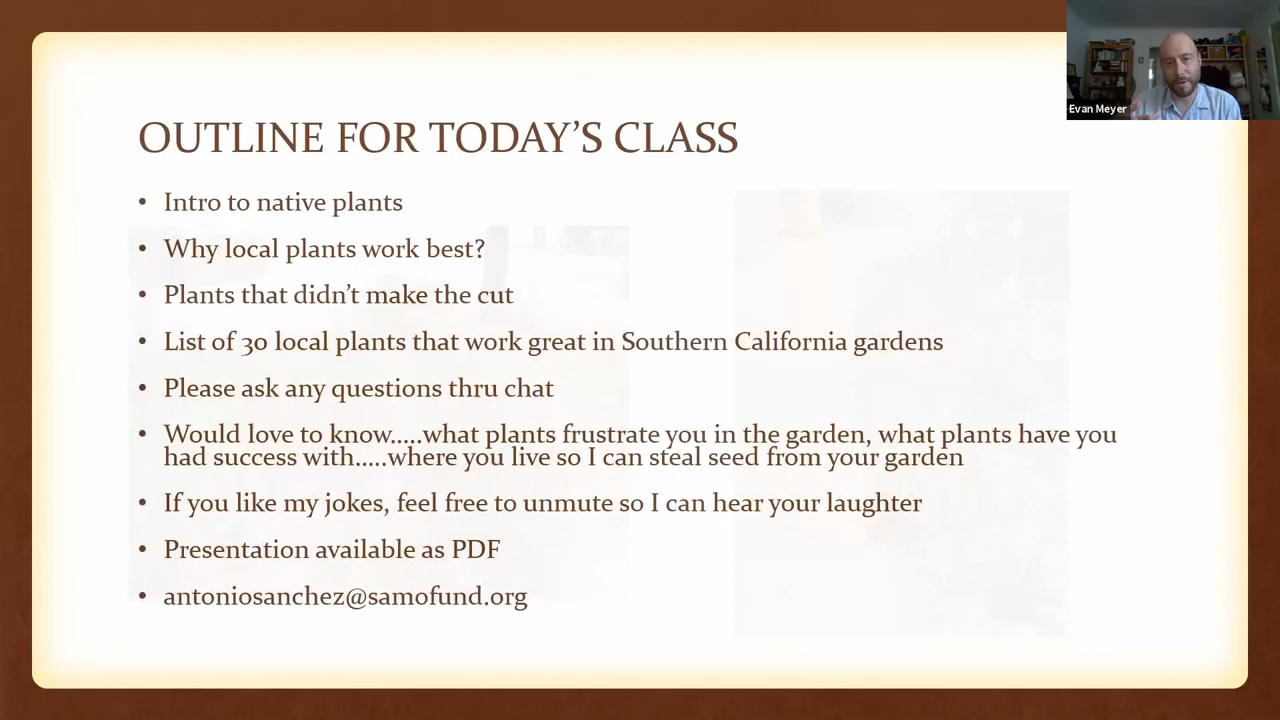 Evan Meyer
OUTLINE FOR TODAY’S CLASS
• Intro to native plants
• Why local plants work best?
• Plants that didn’t make the cut
• List of 30 local plants that work great in Southern California gardens
• Please ask any questions thru chat
• Would love to know.....what plants frustrate you in the garden, what plants have you
had success with.....where you live so I can steal seed from your garden
• If you like my jokes, feel free to unmute so I can hear your laughter
• Presentation available as PDF
• antoniosanchez@samofund.org